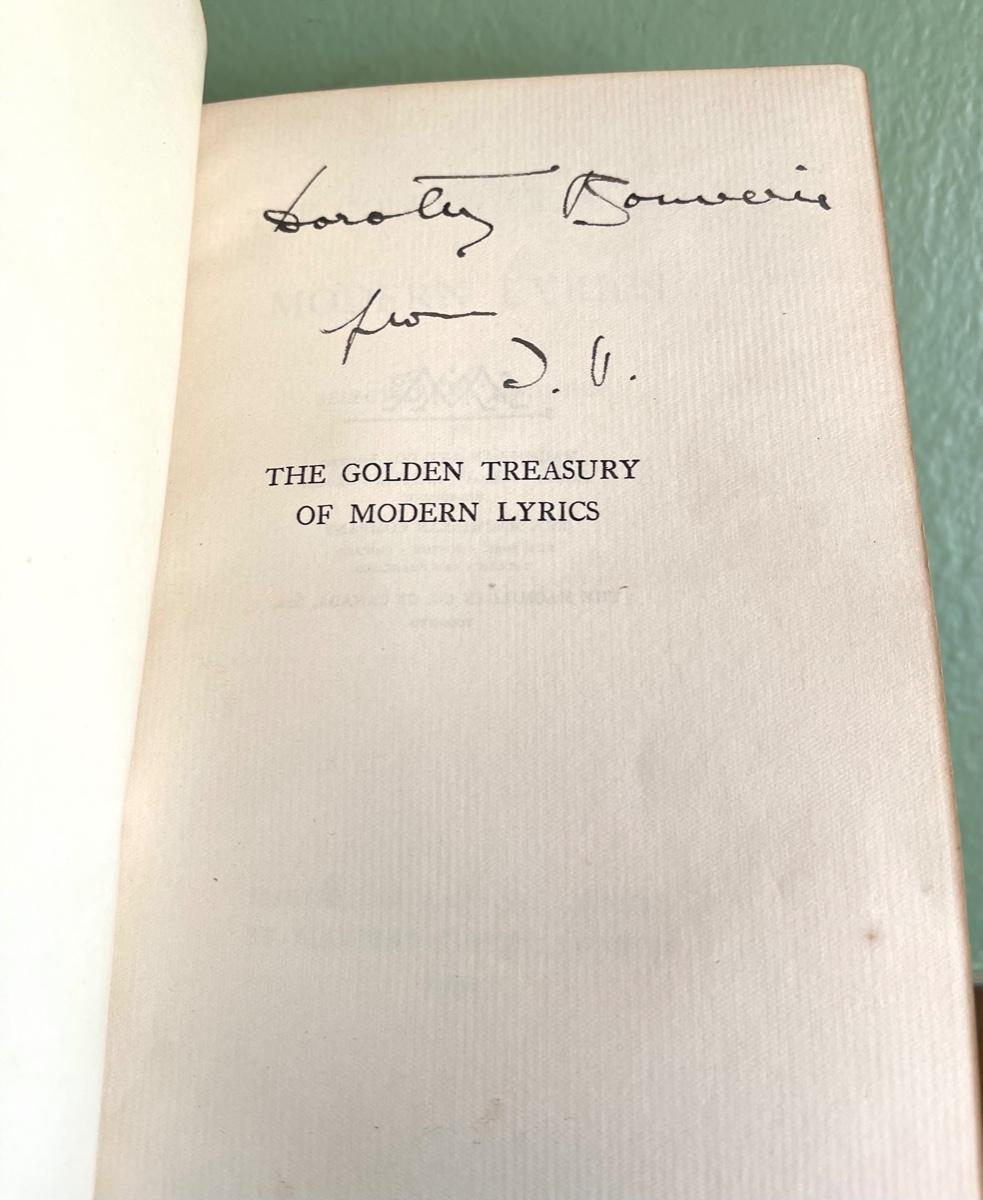 Dorothy Bouverie
from
J. V.
THE GOLDEN TREASURY
OF MODERN LYRICS